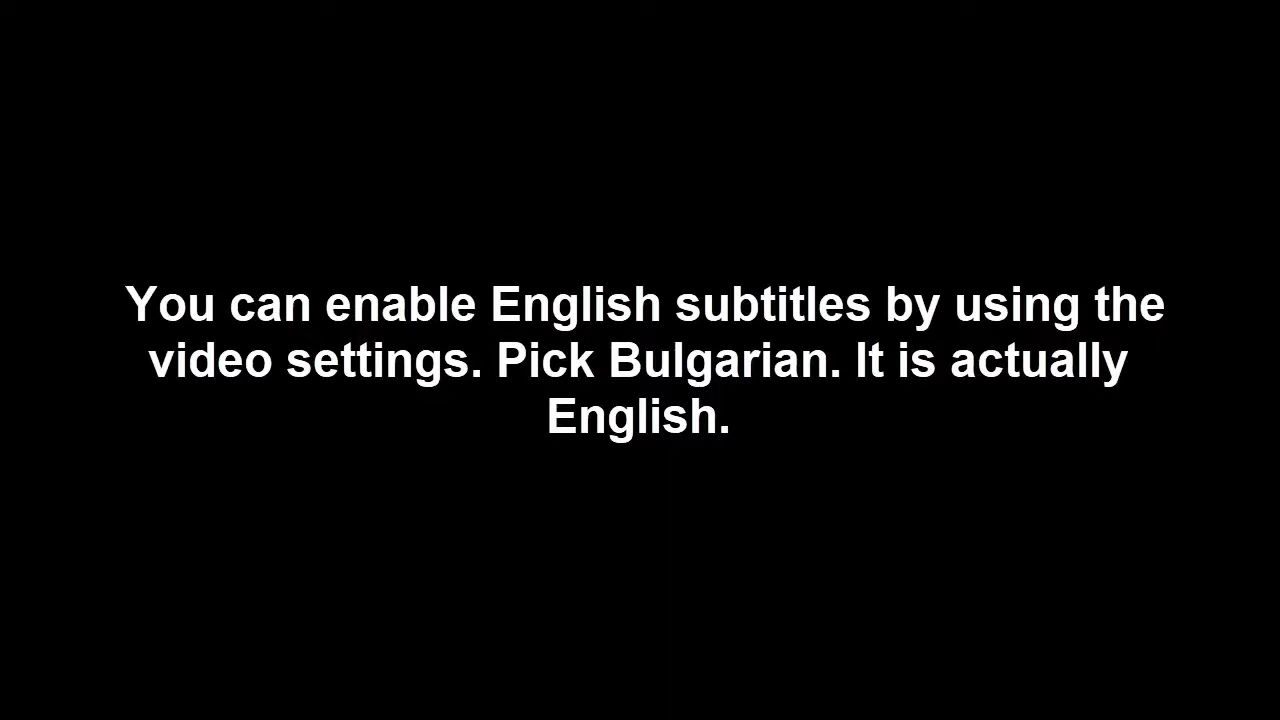 You can enable English subtitles by using the
video settings. Pick Bulgarian. It is actually
English.